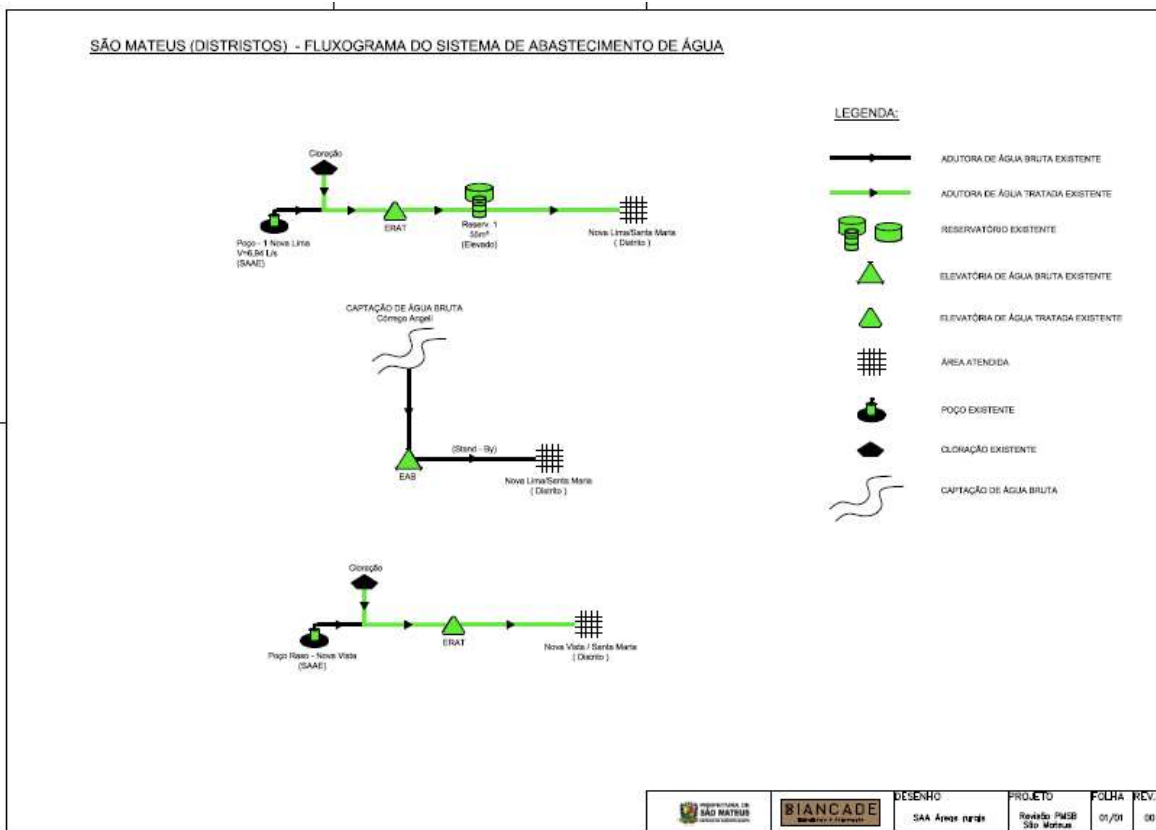 SÃO MATEUS (DISTRISTOS) - FLUXOGRAMA DO SISTEMA DE ABASTECIMENTO DE ÁGUA
LEGENDA:
ADUTORA DE ÁGUA BRUTA EXISTENTE
ADUTORA DE ÁGUA TRATADA EXISTENTE
RESERVATÓRIO EXISTENTE
ELEVATÓRIA DE ÁGUA BRUTA EXISTENTE
ELEVATÓRIA DE ÁGUA TRATADA EXISTENTE
ÁREA ATENDIDA
POÇO EXISTENTE
CLORAÇÃO EXISTENTE
CAPTAÇÃO DE ÁGUA BRUTA
Cloração
Poço - 1 Nova Lima
V=6,94 L/s
(SAAE)
ERAT
Reserv. 1
55m³
(Elevado)
Nova Lima/Santa Maria
( Distrito )
CAPTAÇÃO DE ÁGUA BRUTA
Córrego Angeli
EAB
(Stand - By)
Nova Lima/Santa Maria
( Distrito )
Cloração
Poço Raso - Nova Vista
(SAAE)
ERAT
Nova Vista / Santa Maria
( Distrito )
PREFEITURA DE
SÃO MATEUS
BIANCADE
DESENHO
SAA Áreas rurais
PROJETO
Revisão PMSB
São Mateus
FOLHA
01/01
REV.
00